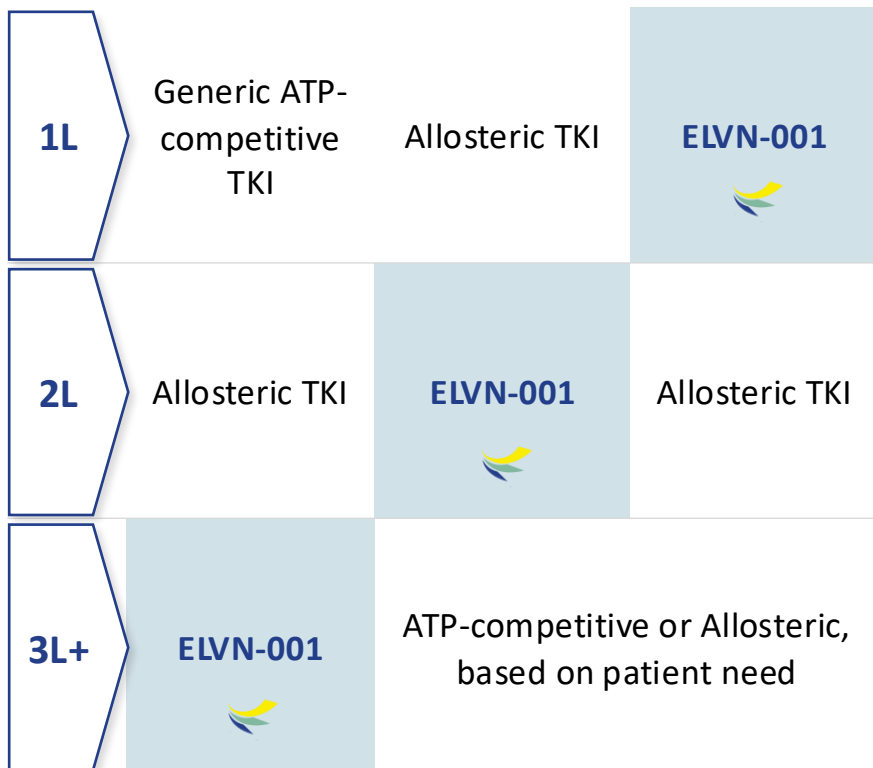 1L
Generic ATP-
competitive
TKI
Allosteric TKI
ELVN-001
2L
Allosteric TKI
ELVN-001
Allosteric TKI
3L+
ELVN-001
ATP-competitive or Allosteric,
based on patient need